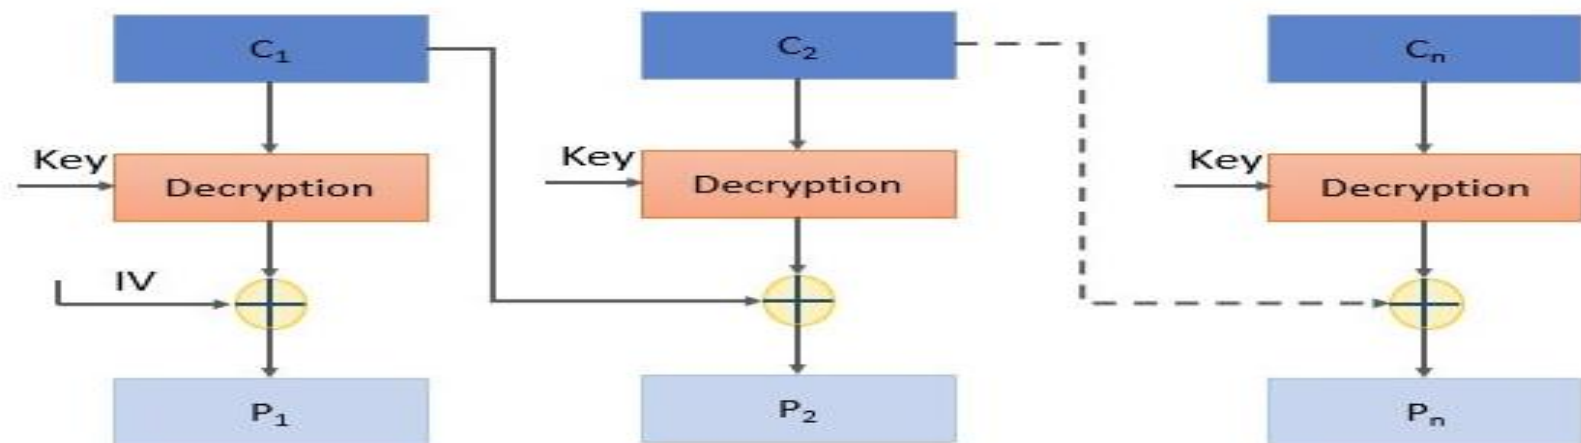 C₁
C₂
Cₙ
Key
Decryption
Key
Decryption
Key
Decryption
IV
P₁
P₂
Pₙ